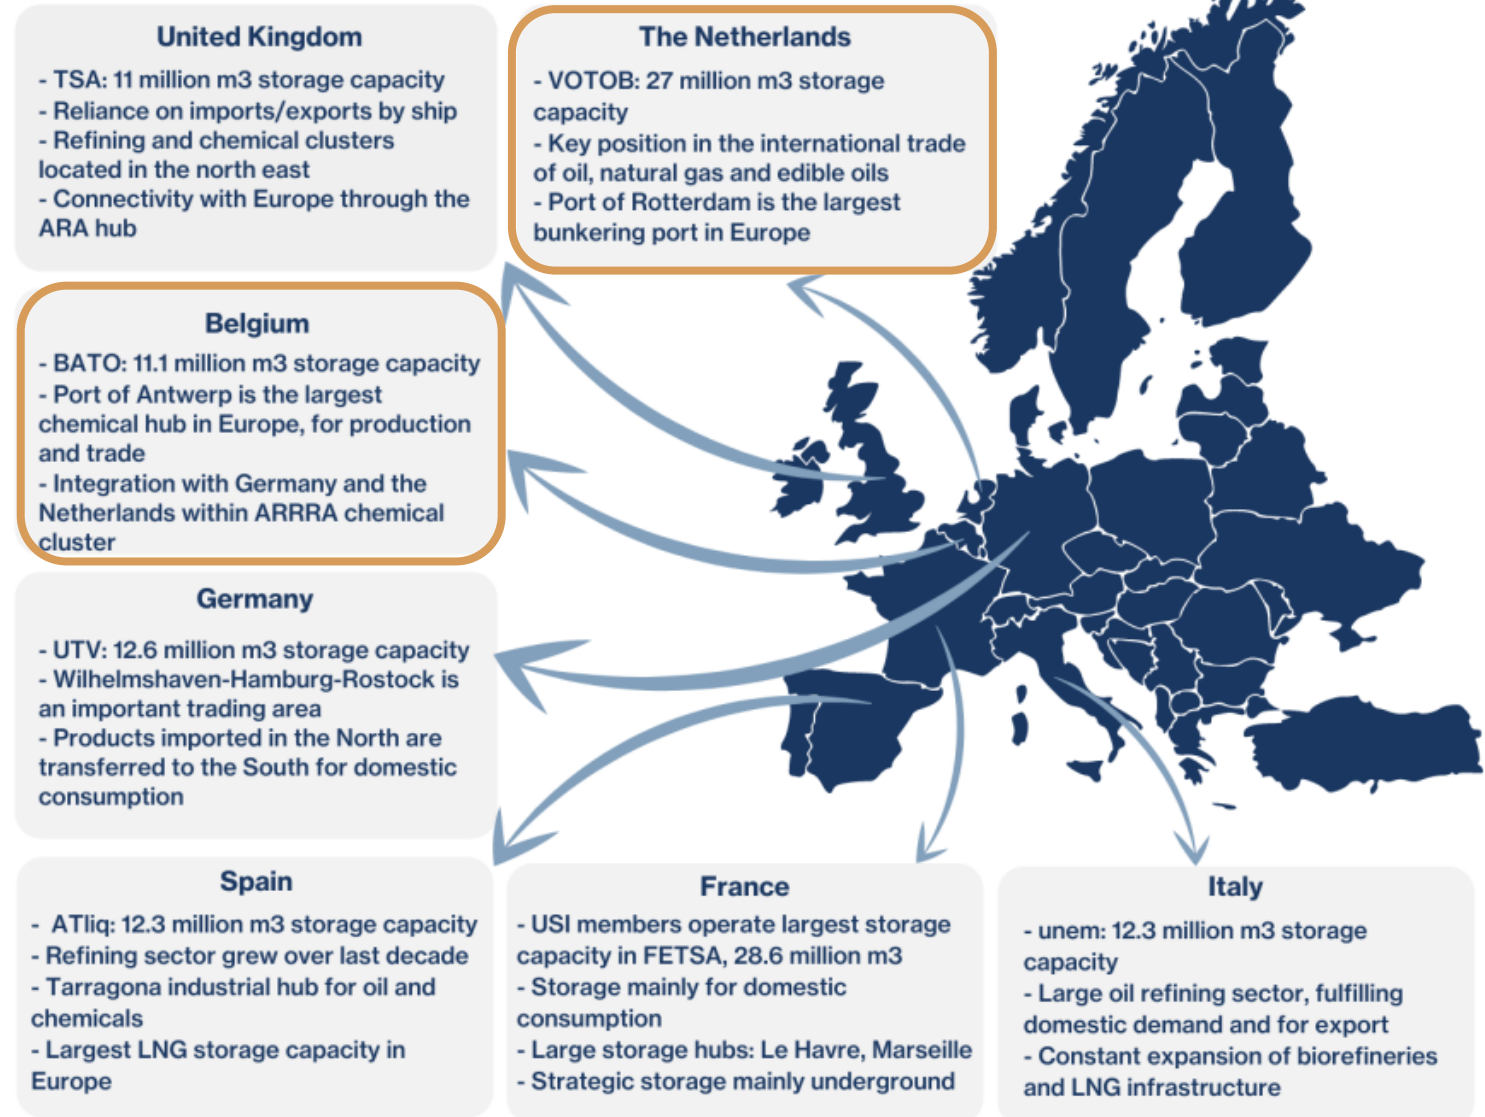 United Kingdom
- TSA: 11 million m3 storage capacity
- Reliance on imports/exports by ship
- Refining and chemical clusters
located in the north east
- Connectivity with Europe through the
ARA hub
The Netherlands
- VOTOB: 27 million m3 storage
capacity
- Key position in the international trade
of oil, natural gas and edible oils
- Port of Rotterdam is the largest
bunkering port in Europe
Belgium
- BATO: 11.1 million m3 storage capacity
- Port of Antwerp is the largest
chemical hub in Europe, for production
and trade
- Integration with Germany and the
Netherlands within ARRRA chemical
cluster
Germany
- UTV: 12.6 million m3 storage capacity
- Wilhelmshaven-Hamburg-Rostock is
an important trading area
- Products imported in the North are
transferred to the South for domestic
consumption
Spain
- ATliq: 12.3 million m3 storage capacity
- Refining sector grew over last decade
- Tarragona industrial hub for oil and
chemicals
- Largest LNG storage capacity in
Europe
France
- USI members operate largest storage
capacity in FETSA, 28.6 million m3
- Storage mainly for domestic
consumption
- Large storage hubs: Le Havre, Marseille
- Strategic storage mainly underground
Italy
- unem: 12.3 million m3 storage
capacity
- Large oil refining sector, fulfilling
domestic demand and for export
- Constant expansion of biorefineries
and LNG infrastructure